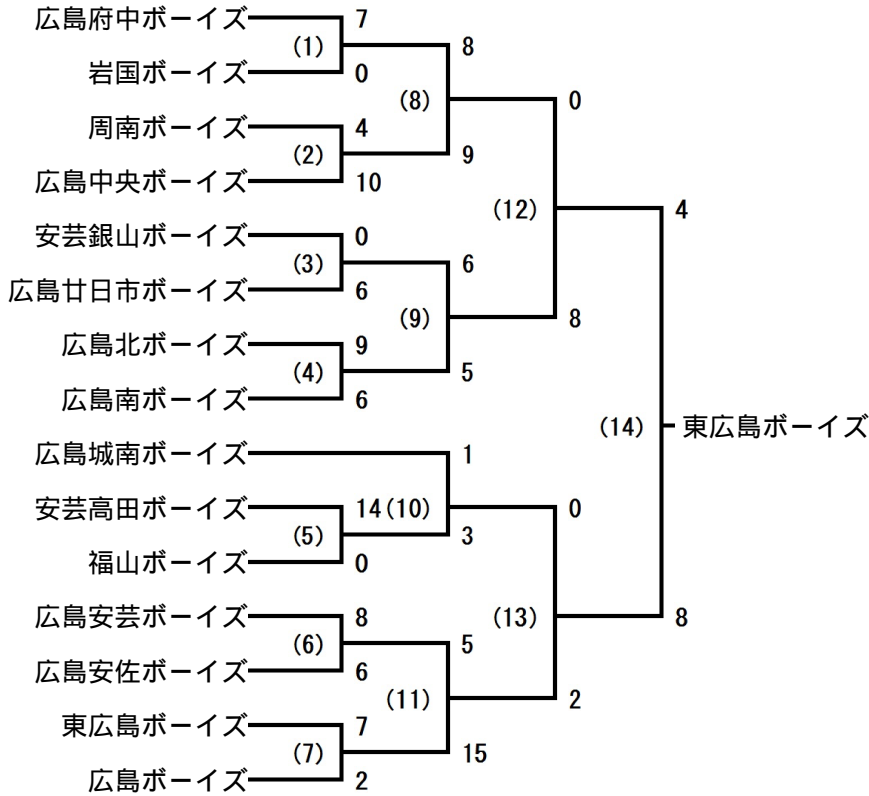 広島府中ボーイズ 7
(1) 8
岩国ボーイズ 0
(8) 0
周南ボーイズ 4
(2) 9
広島中央ボーイズ 10
(12) 4
安芸銀山ボーイズ 0
(3) 6
広島廿日市ボーイズ 6
(9) 8
広島北ボーイズ 9
(4) 5
広島南ボーイズ 6
(14) 東広島ボーイズ
広島城南ボーイズ 1
安芸高田ボーイズ 14 (10) 0
(5) 3
福山ボーイズ 0
広島安芸ボーイズ 8 (13) 8
(6) 5
広島安佐ボーイズ 6
(11) 2
東広島ボーイズ 7
(7) 15
広島ボーイズ 2